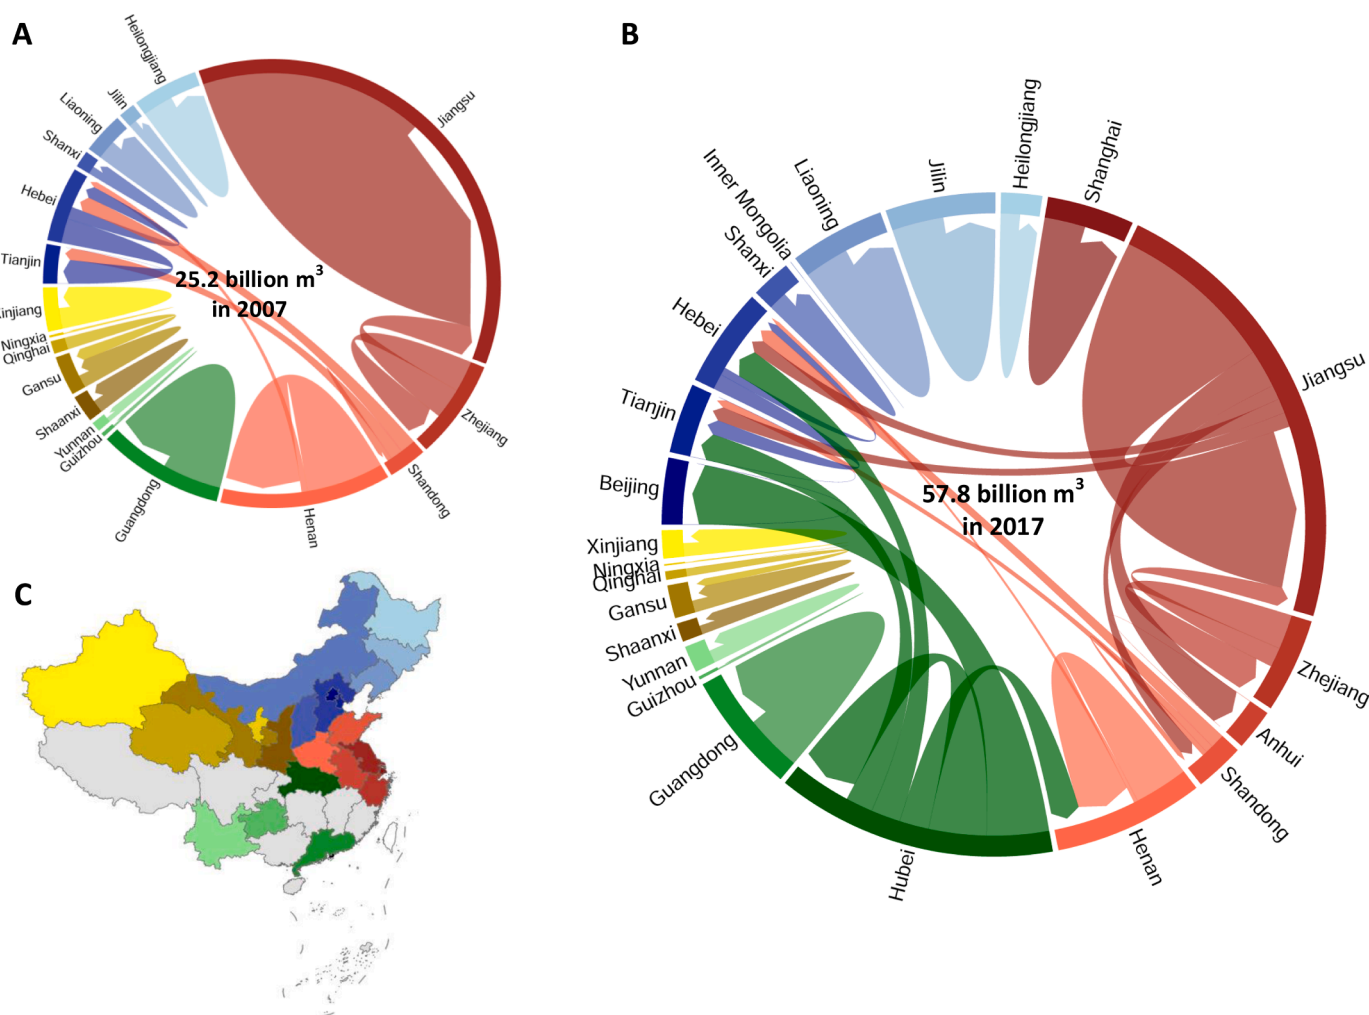 A
Heilongjiang
Jilin
Liaoning
Shanxi
Hebei
Tianjin
injiang
Ningxia
Qinghai
Gansu
Shaanxi
Yunnan
Guizhou
Guangdong
Henan
Shandong
Zhejiang
Jiangsu
25.2 billion m³
in 2007
B
Inner Mongolia
Liaoning
Jilin
Heilongjiang
Shanghai
Jiangsu
Zhejiang
Anhui
Shandong
Henan
Hubei
Guangdong
Guizhou
Yunnan
Shaanxi
Gansu
Qinghai
Ningxia
Xinjiang
Beijing
Tianjin
Hebei
Shanxi
57.8 billion m³
in 2017
C